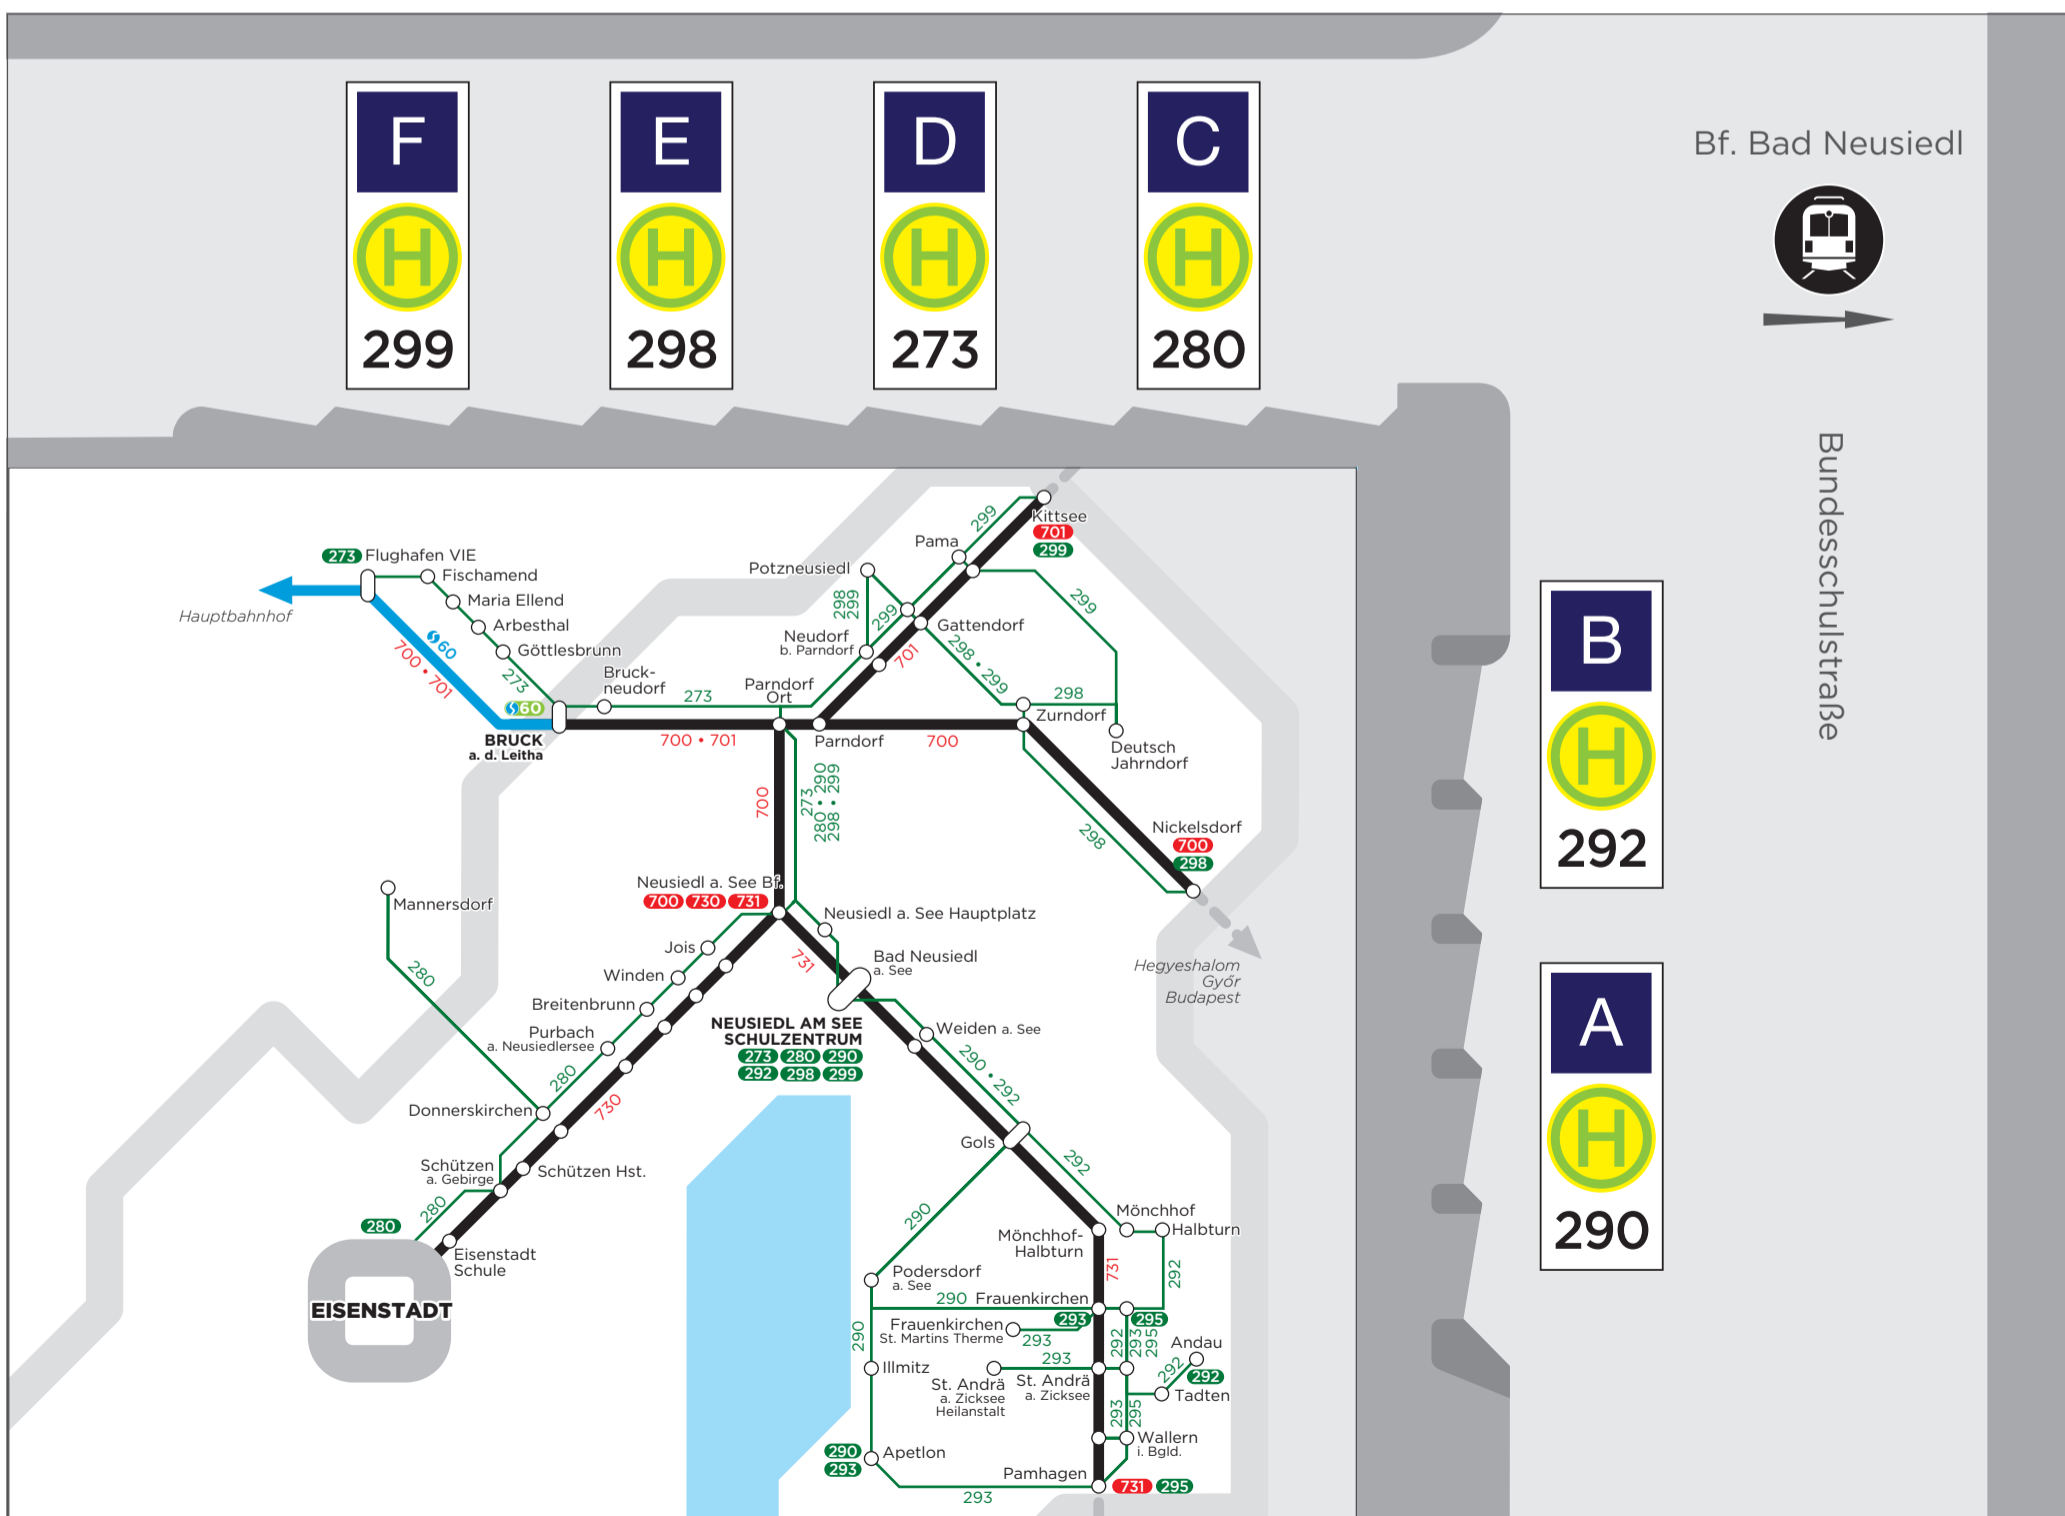 F
H
299
E
H
298
D
H
273
C
H
280
Bf. Bad Neusiedl
Bundesschulstraße
B
H
292
A
H
290
Kittsee
701
299
299
Pama
Potzneusiedl
298
299
299
299
Neudorf
b. Parndorf
Gattendorf
701
298 • 299
298
Zurndorf
Deutsch
Jahrndorf
273
Flughafen VIE
Fischamend
Maria Ellend
Arbesthal
Göttlesbrunn
Hauptbahnhof
60
700 • 701
273
Bruck-
neudorf
273
Parndorf
Ort
60
BRUCK
a. d. Leitha
700 • 701
Parndorf
700
700
273
280 • 290
298 • 299
298
Nickelsdorf
700
298
Hegyeshalom
Győr
Budapest
Mannersdorf
280
Neusiedl a. See Bf.
700 730 731
Neusiedl a. See Hauptplatz
731
Bad Neusiedl
a. See
Jois
Winden
Breitenbrunn
Purbach
a. Neusiedlersee
280
730
Donnerskirchen
NEUSIEDL AM SEE
SCHULZENTRUM
273 280 290
292 298 299
Weiden a. See
290 • 292
Gols
292
290
Schützen
a. Gebirge
Schützen Hst.
280
280
Eisenstadt
Schule
EISENSTADT
Mönchhof
Halbturn
Mönchhof-
Halbturn
731
292
Podersdorf
a. See
290
Frauenkirchen
293
295
Frauenkirchen
St. Martins Therme
293
290
292
293
295
Andau
292
292
Tadten
Illmitz
293
St. Andrä
a. Zicksee
Heilanstalt
St. Andrä
a. Zicksee
293
295
Wallern
i. Bgld.
290
293
Apetlon
Pamhagen
731
295
293